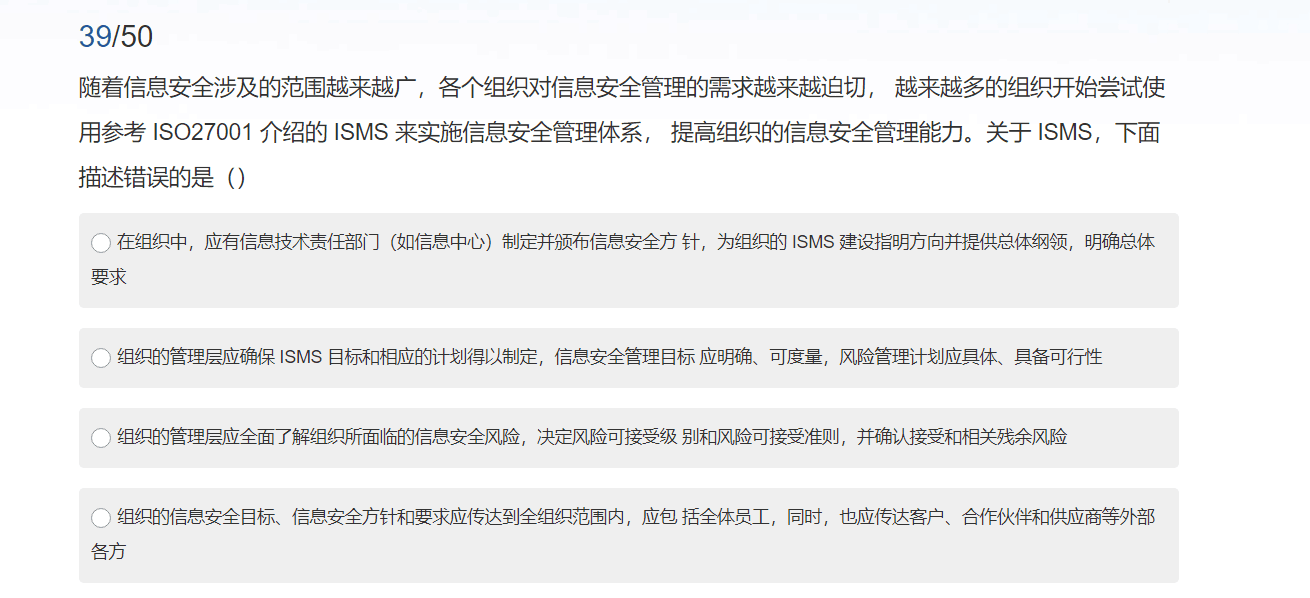 39/50
随着信息安全涉及的范围越来越广，各个组织对信息安全管理的需求越来越迫切， 越来越多的组织开始尝试使
用参考 ISO27001 介绍的 ISMS 来实施信息安全管理体系， 提高组织的信息安全管理能力。关于 ISMS，下面
描述错误的是（）
在组织中，应有信息技术责任部门（如信息中心）制定并颁布信息安全方 针，为组织的 ISMS 建设指明方向并提供总体纲领，明确总体
要求
组织的管理层应确保 ISMS 目标和相应的计划得以制定，信息安全管理目标 应明确、可度量，风险管理计划应具体、具备可行性
组织的管理层应全面了解组织所面临的信息安全风险，决定风险可接受级 别和风险可接受准则，并确认接受和相关残余风险
组织的信息安全目标、信息安全方针和要求应传达到全组织范围内，应包 括全体员工，同时，也应传达客户、合作伙伴和供应商等外部
各方